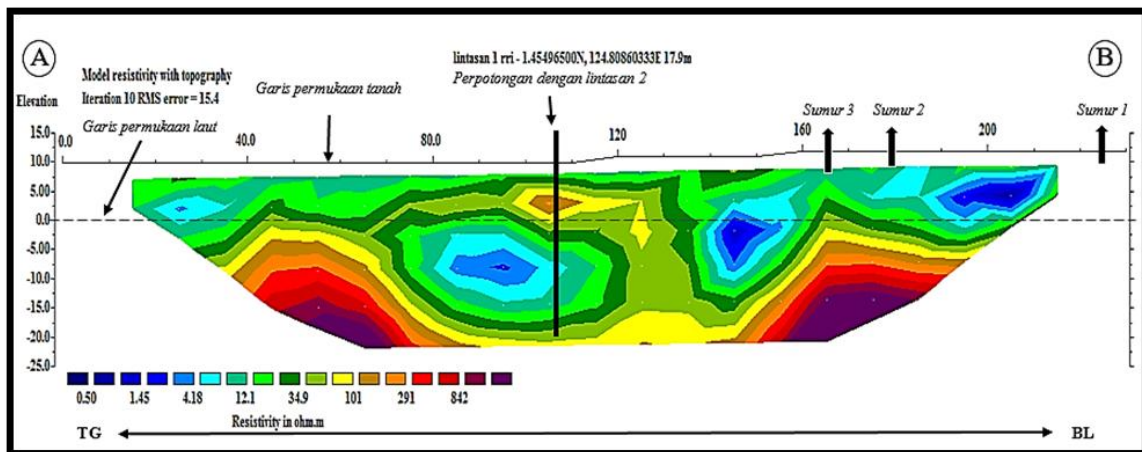 A
B
lintasan 1 rri - 1.45496500N, 124.80860333E 17.9m
Perpotongan dengan lintasan 2
Model resistivity with topography
Iteration 10 RMS error = 15.4
Garis permukaan tanah
Elevation
Garis permukaan laut
Sumur 3
Sumur 2
Sumur 1
15.0
0.0
40.0
80.0
120
160
200
10.0
5.00
0.0
-5.00
-10.0
-15.0
-20.0
-25.0
0.50 1.45 4.18 12.1 34.9 101 291 842
Resistivity in ohm.m
TG
BL